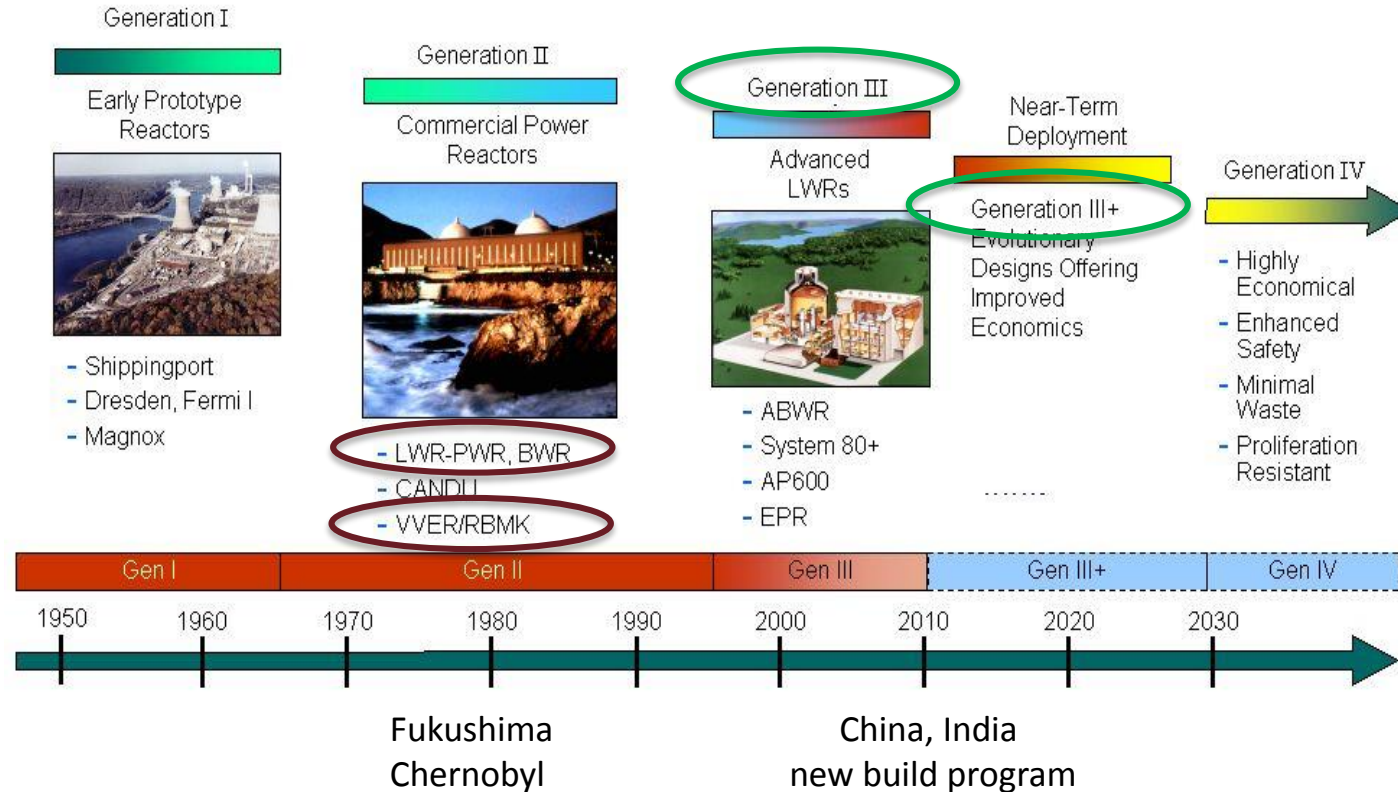 Generation I
Early Prototype
Reactors
- Shippingport
- Dresden, Fermi I
- Magnox
Generation II
Commercial Power
Reactors
- LWR-PWR, BWR
- CANDU
- VVER/RBMK
Generation III
Advanced
LWRs
- ABWR
- System 80+
- AP600
- EPR
Near-Term
Deployment
Generation III+
Evolutionary
Designs Offering
Improved
Economics
........
Generation IV
- Highly
Economical
- Enhanced
Safety
- Minimal
Waste
- Proliferation
Resistant
Gen I Gen II Gen III Gen III+ Gen IV
1950 1960 1970 1980 1990 2000 2010 2020 2030
Fukushima
Chernobyl
China, India
new build program